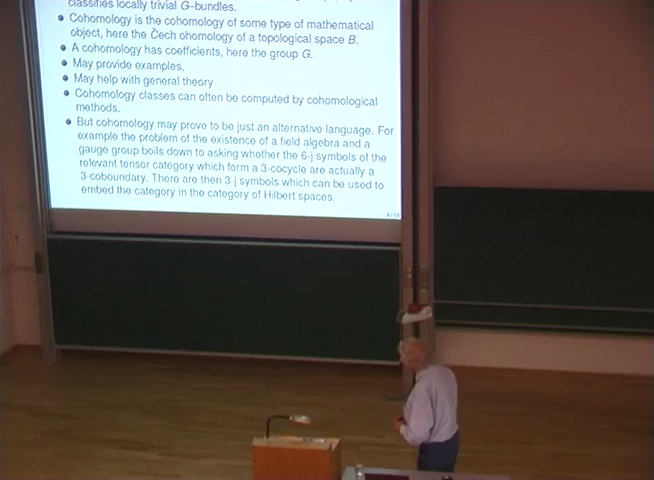 classifies locally trivial G–bundles.
Cohomology is the cohomology of some type of mathematical
object, here the Čech ohomology of a topological space B.
A cohomology has coefficients, here the group G.
May provide examples,
May help with general theory
Cohomology classes can often be computed by cohomological
methods.
But cohomology may prove to be just an alternative language. For
example the problem of the existence of a field algebra and a
gauge group boils down to asking whether the 6-j symbols of the
relevant tensor category which form a 3-cocycle are actually a
3-coboundary. There are then 3 j symbols which can be used to
embed the category in the category of Hilbert spaces.